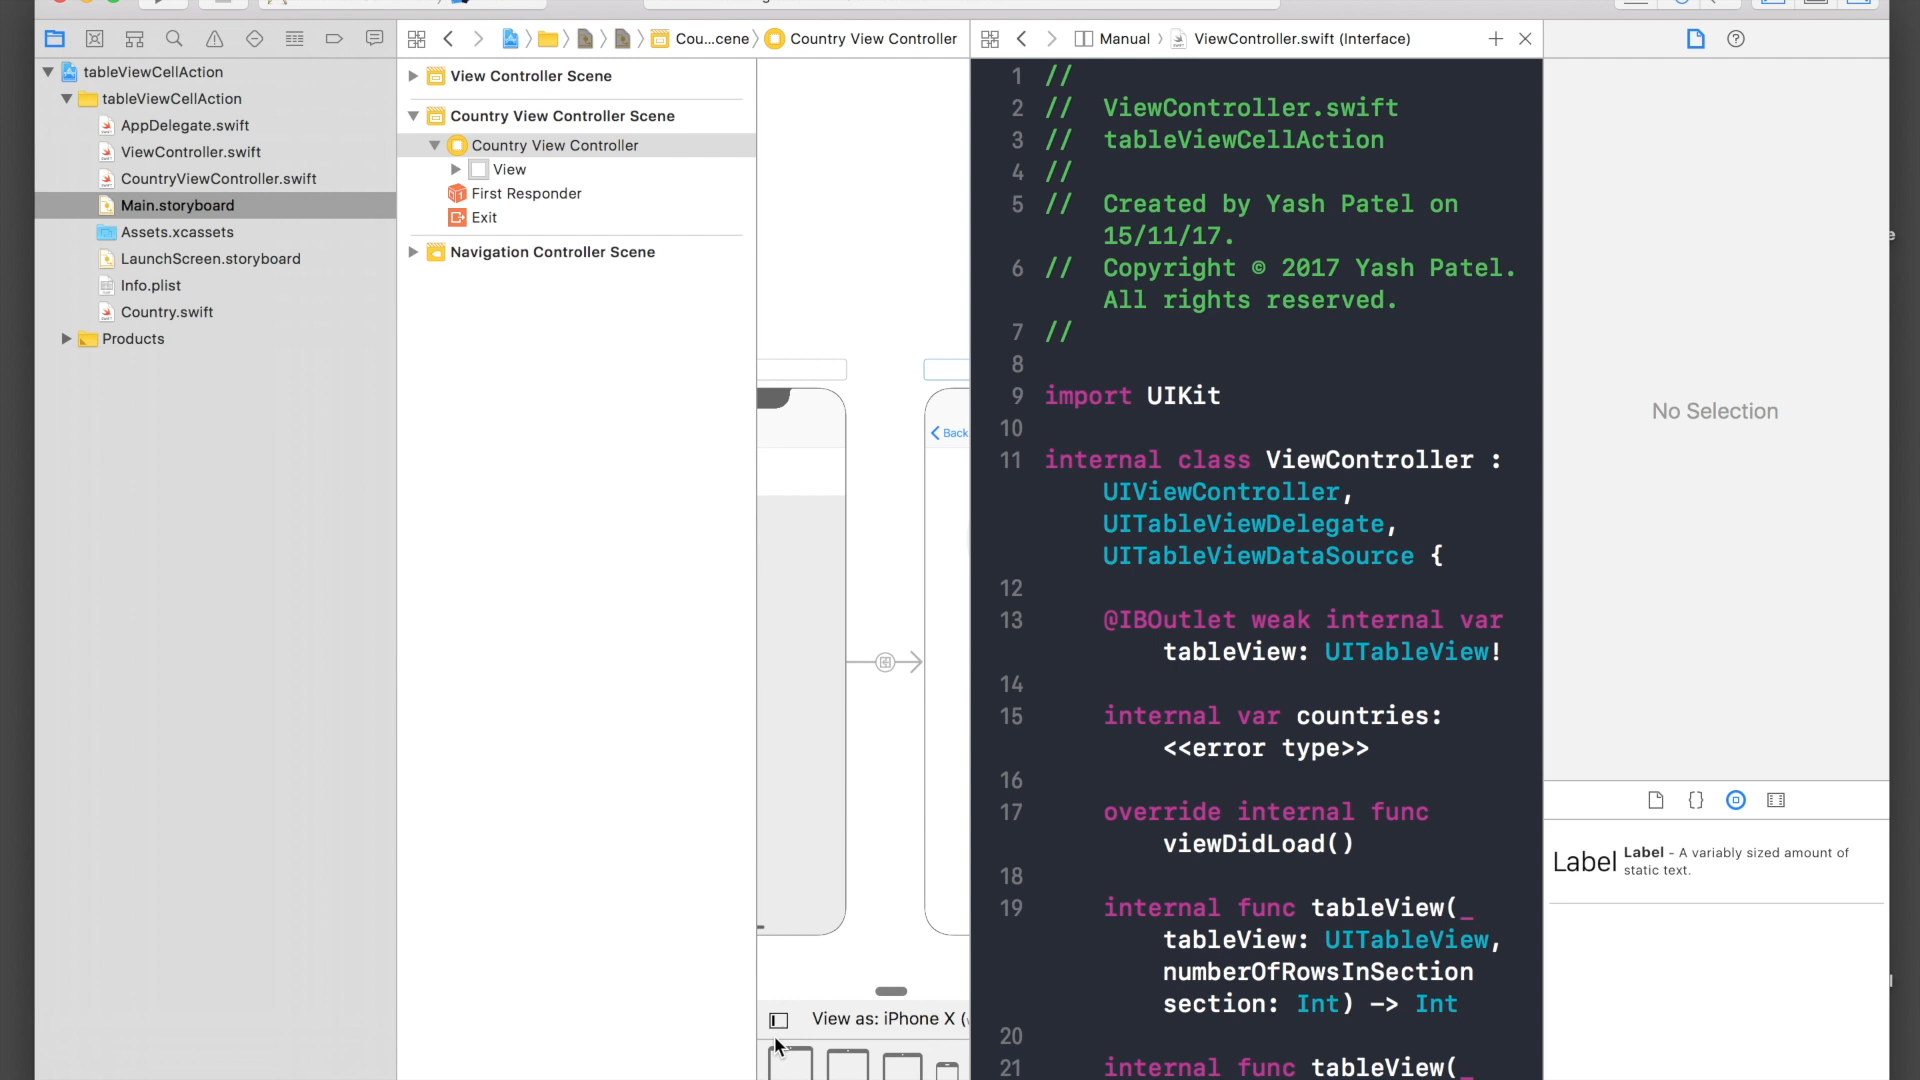 Cou...cene
Country View Controller
Manual
ViewController.swift (Interface)
tableViewCellAction
tableViewCellAction
AppDelegate.swift
ViewController.swift
CountryViewController.swift
Main.storyboard
Assets.xcassets
LaunchScreen.storyboard
Info.plist
Country.swift
Products
View Controller Scene
Country View Controller Scene
Country View Controller
View
First Responder
Exit
Navigation Controller Scene
Back
View as: iPhone X (
1 //
2 // ViewController.swift
3 // tableViewCellAction
4 //
5 // Created by Yash Patel on
15/11/17.
6 // Copyright © 2017 Yash Patel.
All rights reserved.
7 //
8
9 import UIKit
10
11 internal class ViewController :
UIViewController,
UITableViewDelegate,
UITableViewDataSource {
12
13 @IBOutlet weak internal var
tableView: UITableView!
14
15 internal var countries:
<<error type>>
16
17 override internal func
viewDidLoad()
18
19 internal func tableView(_
tableView: UITableView,
numberOfRowsInSection
section: Int) -> Int
20
21 internal func tableView(_
No Selection
Label
Label - A variably sized amount of
static text.